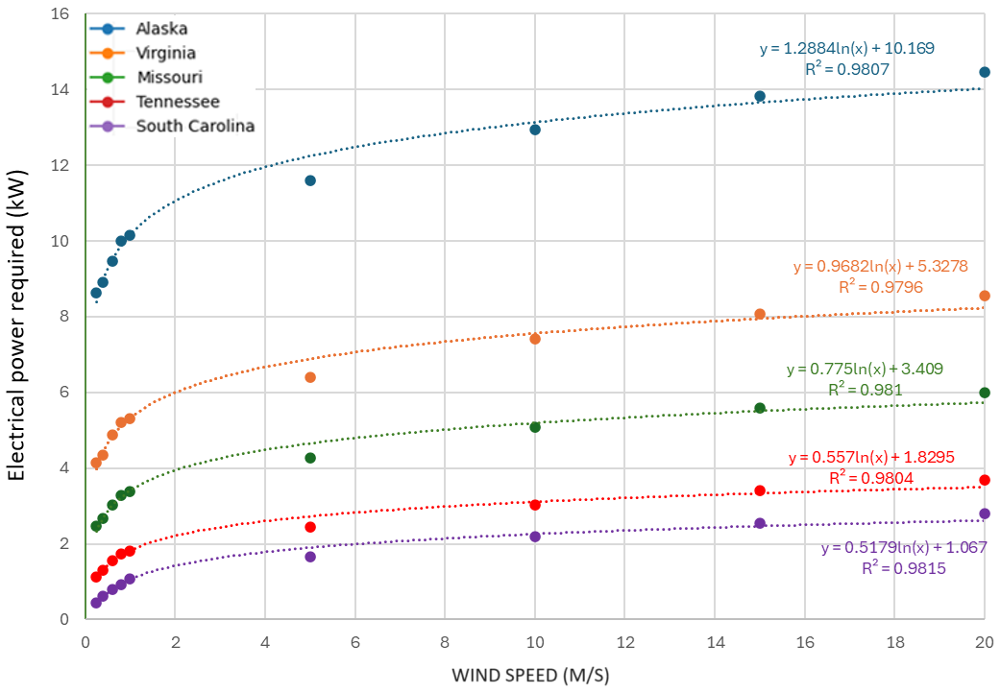 16
14
12
10
8
6
4
2
0
Electrical power required (kW)
Alaska
Virginia
Missouri
Tennessee
South Carolina
y = 1.2884ln(x) + 10.169
R² = 0.9807
y = 0.9682ln(x) + 5.3278
R² = 0.9796
y = 0.775ln(x) + 3.409
R² = 0.981
y = 0.557ln(x) + 1.8295
R² = 0.9804
y = 0.5179ln(x) + 1.067
R² = 0.9815
0 2 4 6 8 10 12 14 16 18 20
WIND SPEED (M/S)